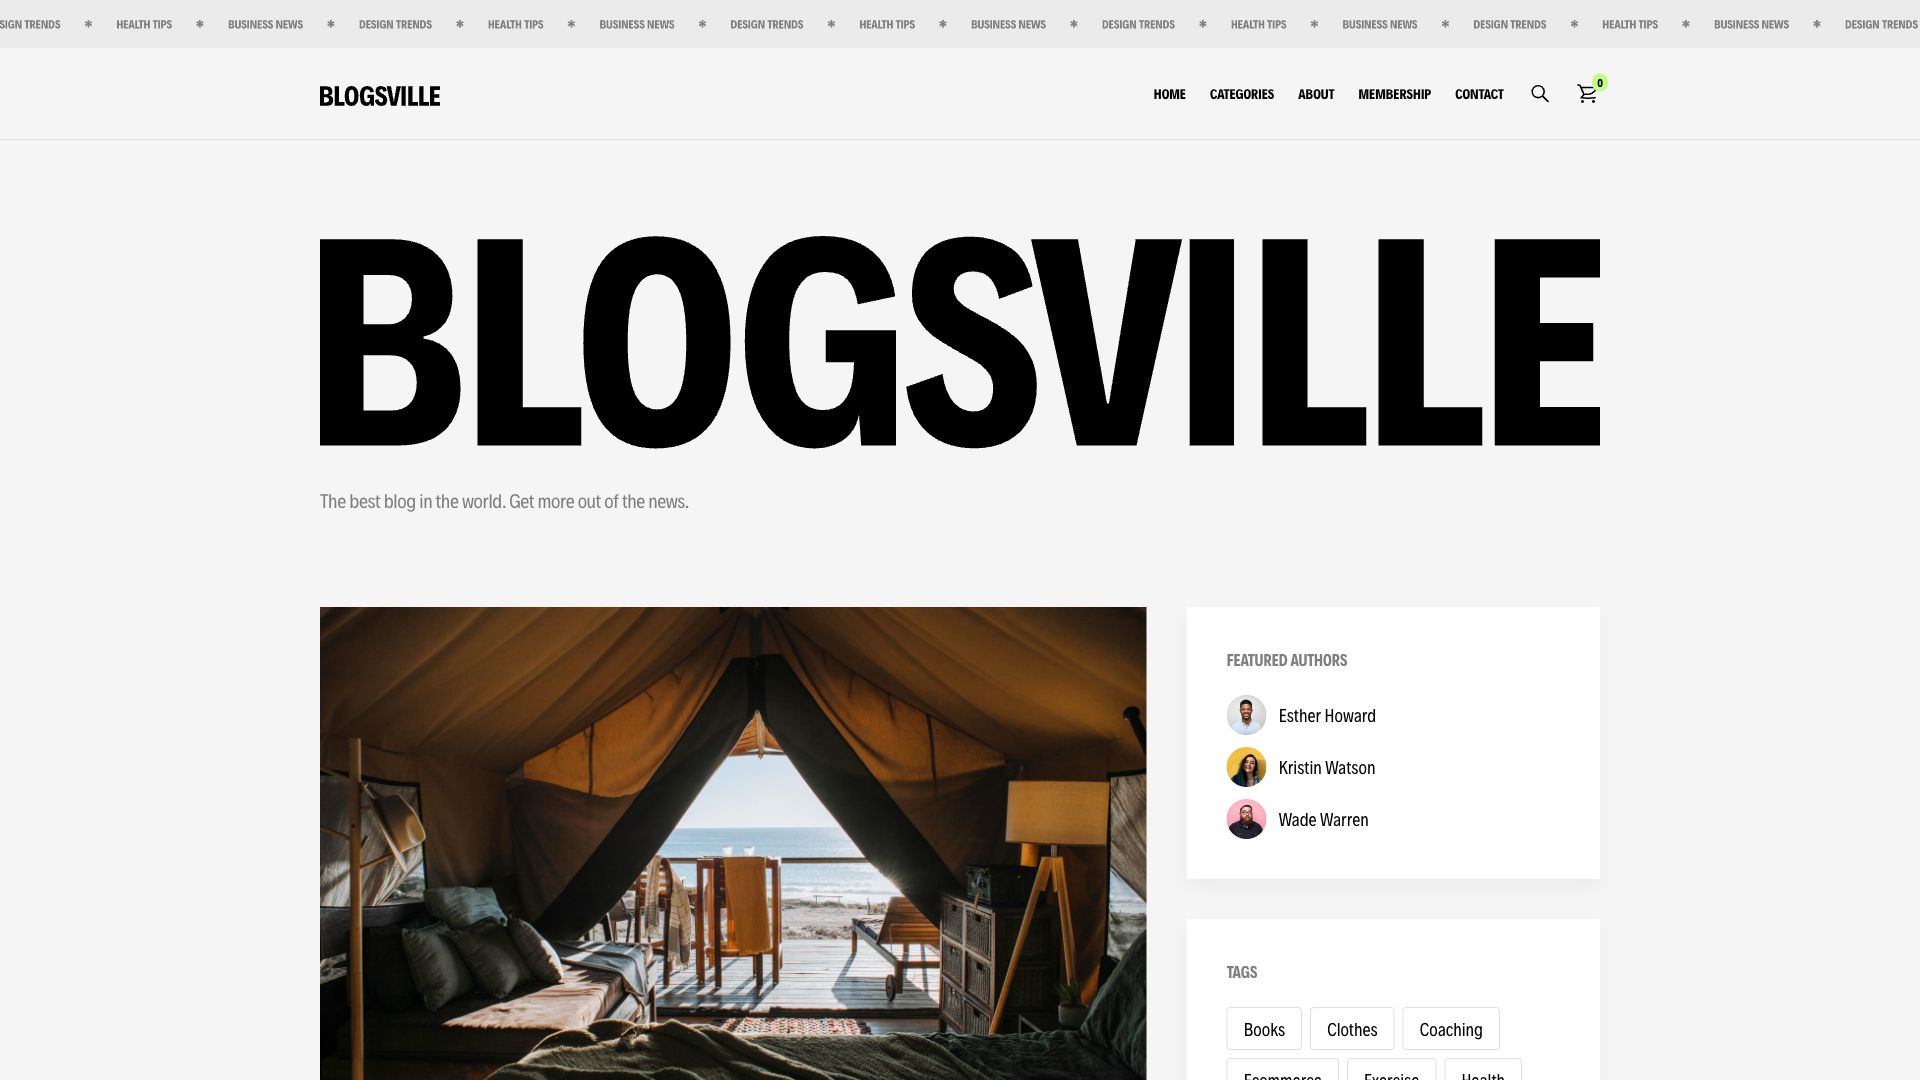 SIGN TRENDS * HEALTH TIPS * BUSINESS NEWS * DESIGN TRENDS * HEALTH TIPS * BUSINESS NEWS * DESIGN TRENDS * HEALTH TIPS * BUSINESS NEWS * DESIGN TRENDS * HEALTH TIPS * BUSINESS NEWS * DESIGN TRENDS * HEALTH TIPS * BUSINESS NEWS * DESIGN TRENDS
BLOGSVILLE HOME CATEGORIES ABOUT MEMBERSHIP CONTACT 0
BLOGSVILLE
The best blog in the world. Get more out of the news.
FEATURED AUTHORS
Esther Howard
Kristin Watson
Wade Warren
TAGS
Books Clothes Coaching
Ecommerce Exercise Health